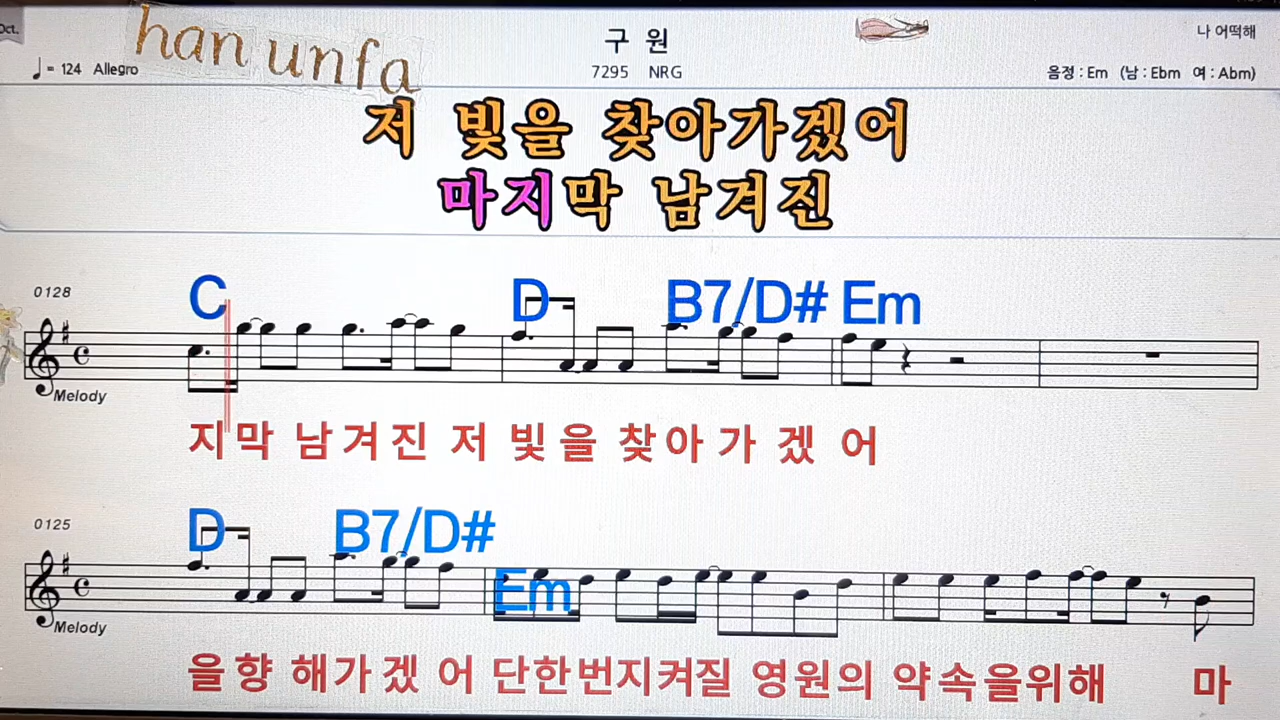 Oct.
han unfa
구 원
나 어떡해
♩= 124 Allegro
7295 NRG
음정 : Em (남 : Ebm 여 : Abm)
저 빛을 찾아가겠어
마지막 남겨진
0128
C D B7/D# Em
Melody
지막 남겨진 저 빛을 찾아가겠 어
0125
D B7/D#
Em
Melody
을향 해가겠 어 단한번지켜질 영원의 약속을위해 마